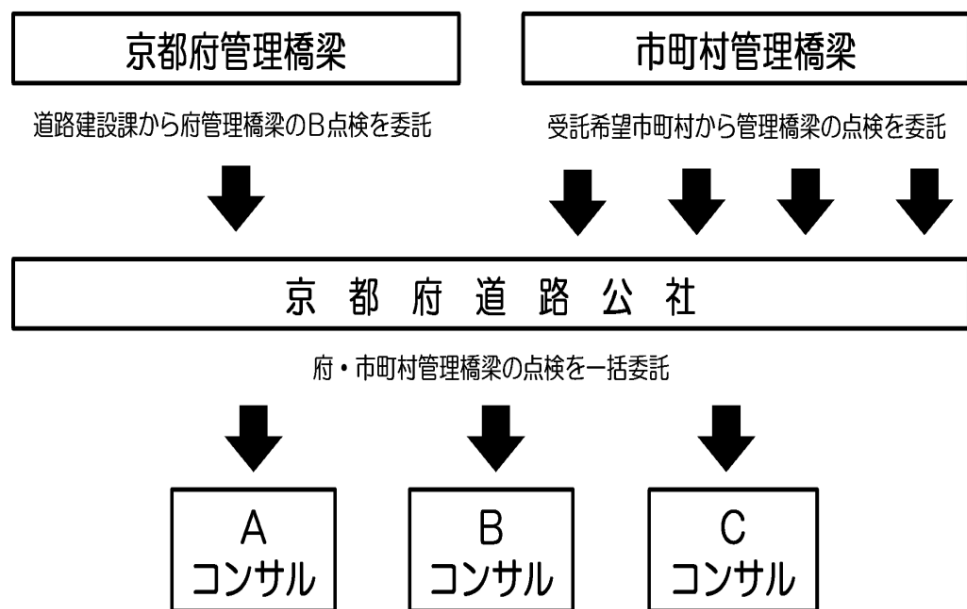 京都府管理橋梁
市町村管理橋梁
道路建設課から府管理橋梁のB点検を委託
受託希望市町村から管理橋梁の点検を委託
京都府道路公社
府・市町村管理橋梁の点検を一括委託
A
コンサル
B
コンサル
C
コンサル